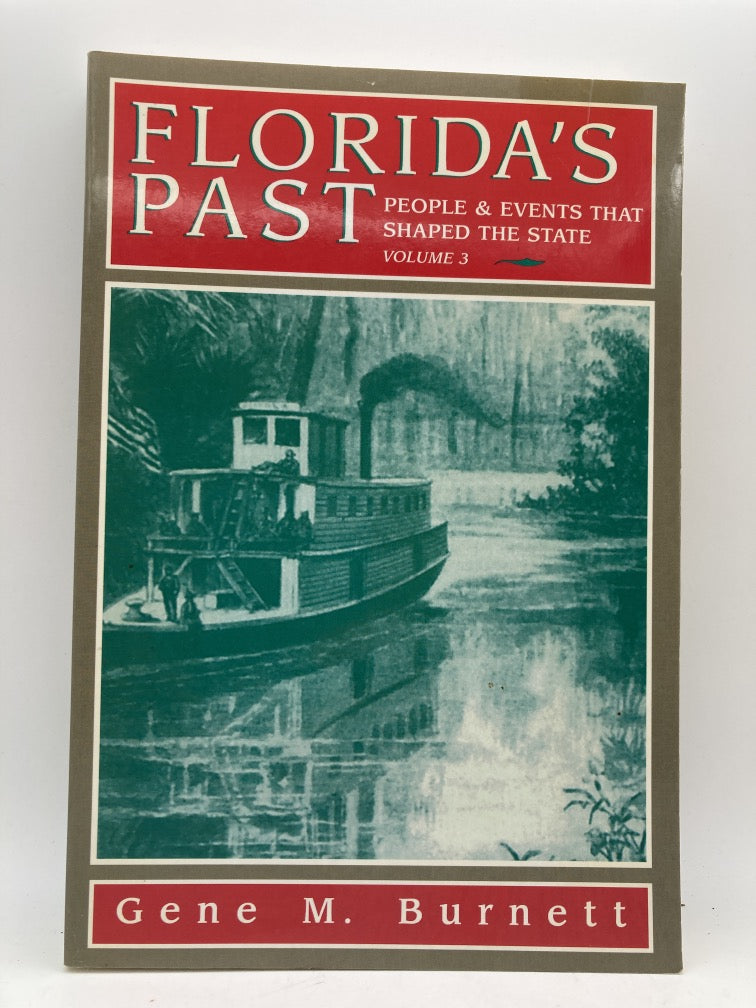 FLORIDA'S
PAST
PEOPLE & EVENTS THAT
SHAPED THE STATE
VOLUME 3
Gene M. Burnett